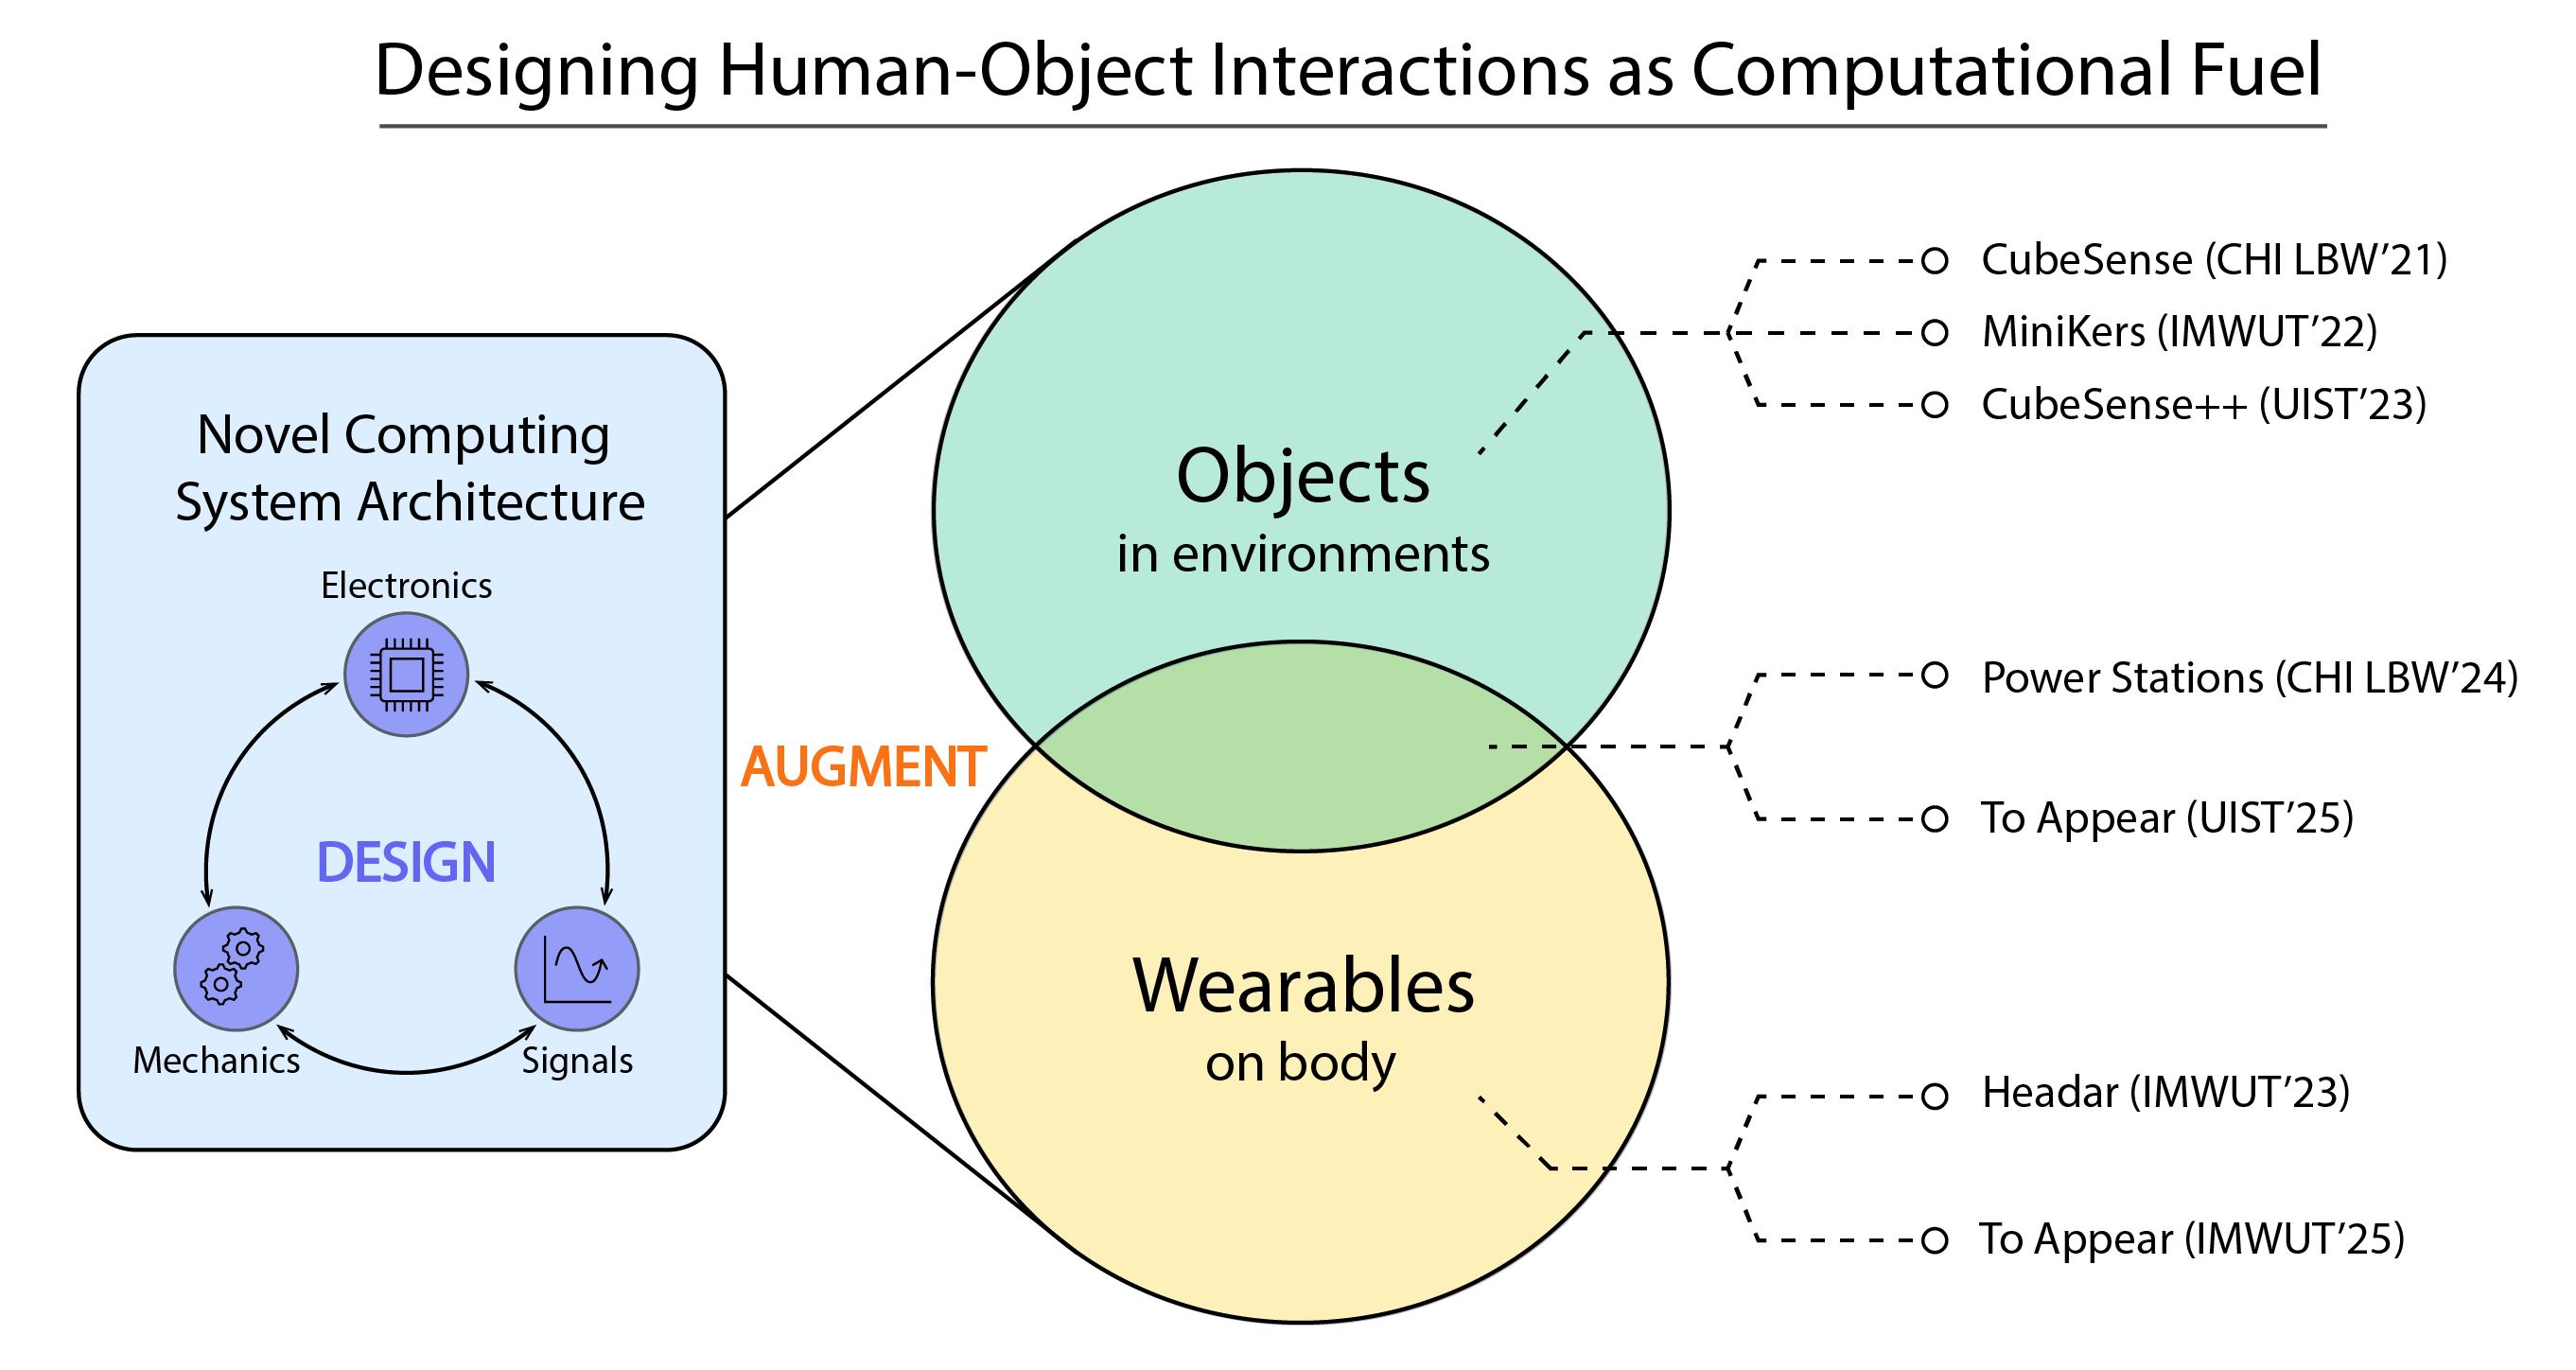 Designing Human-Object Interactions as Computational Fuel
Novel Computing
System Architecture
Electronics
DESIGN
Mechanics
Signals
AUGMENT
Objects
in environments
Wearables
on body
CubeSense (CHI LBW’21)
MiniKers (IMWUT’22)
CubeSense++ (UIST’23)
Power Stations (CHI LBW’24)
To Appear (UIST’25)
Headar (IMWUT’23)
To Appear (IMWUT’25)